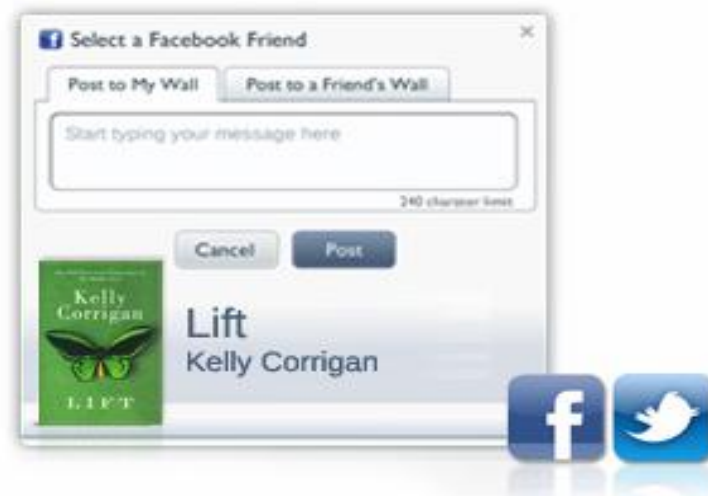 Select a Facebook Friend
Post to My Wall
Post to a Friend's Wall
Start typing your message here
240 character limit
Cancel
Post
Kelly
Corrigan
LIFT
Lift
Kelly Corrigan